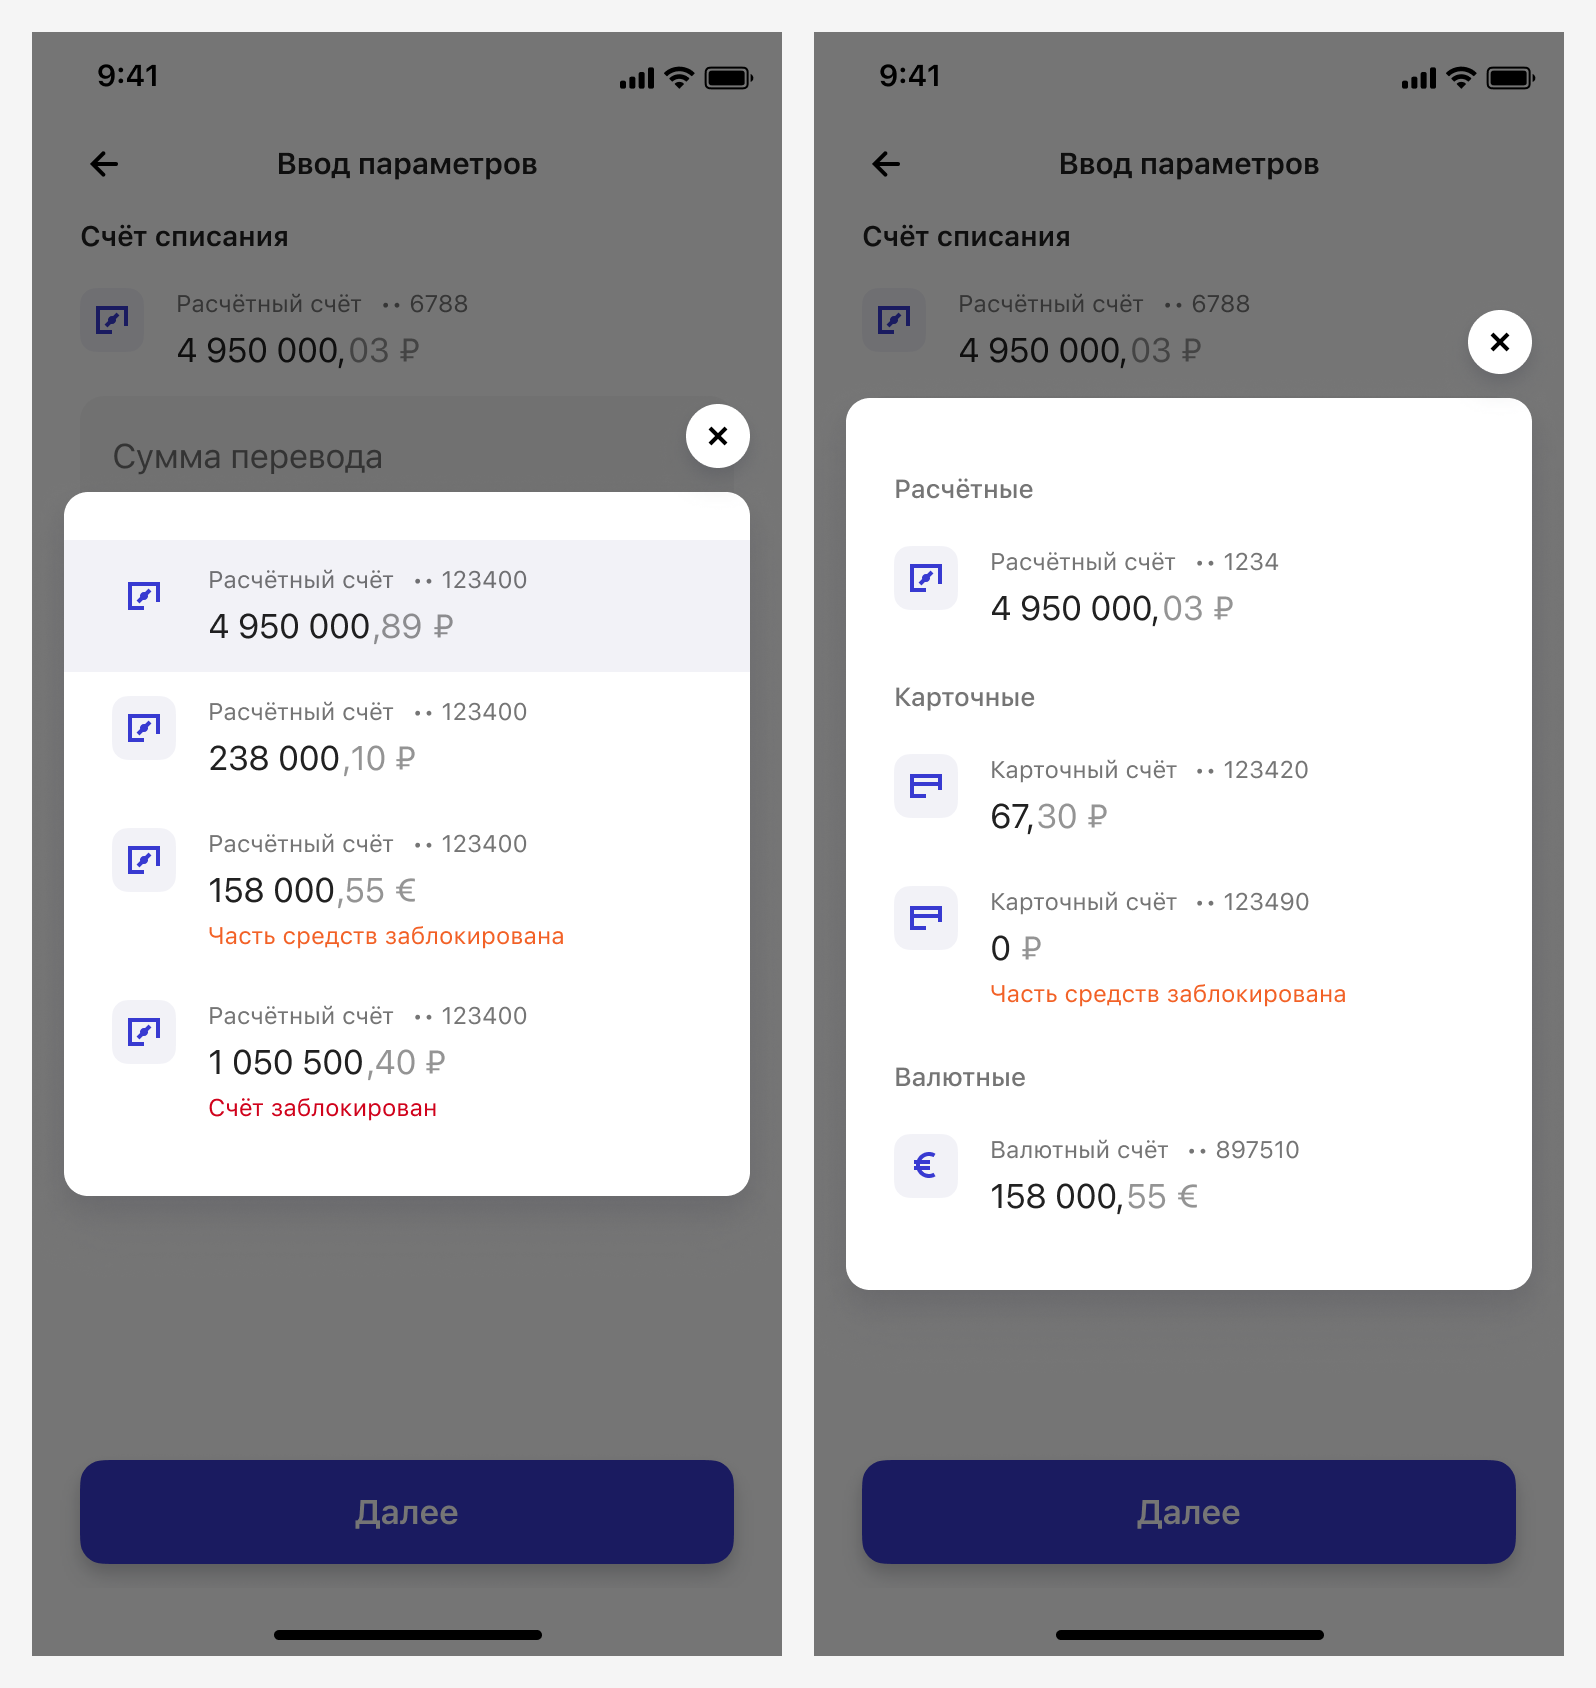 9:41
Ввод параметров
Счёт списания
Расчётный счёт •• 6788
4 950 000,03 ₽
Сумма перевода
Расчётный счёт •• 123400
4 950 000,89 ₽
Расчётный счёт •• 123400
238 000,10 ₽
Расчётный счёт •• 123400
158 000,55 €
Часть средств заблокирована
Расчётный счёт •• 123400
1 050 500,40 ₽
Счёт заблокирован
Далее
9:41
Ввод параметров
Счёт списания
Расчётный счёт •• 6788
4 950 000,03 ₽
Расчётные
Расчётный счёт •• 1234
4 950 000,03 ₽
Карточные
Карточный счёт •• 123420
67,30 ₽
Карточный счёт •• 123490
0 ₽
Часть средств заблокирована
Валютные
Валютный счёт •• 897510
158 000,55 €
Далее